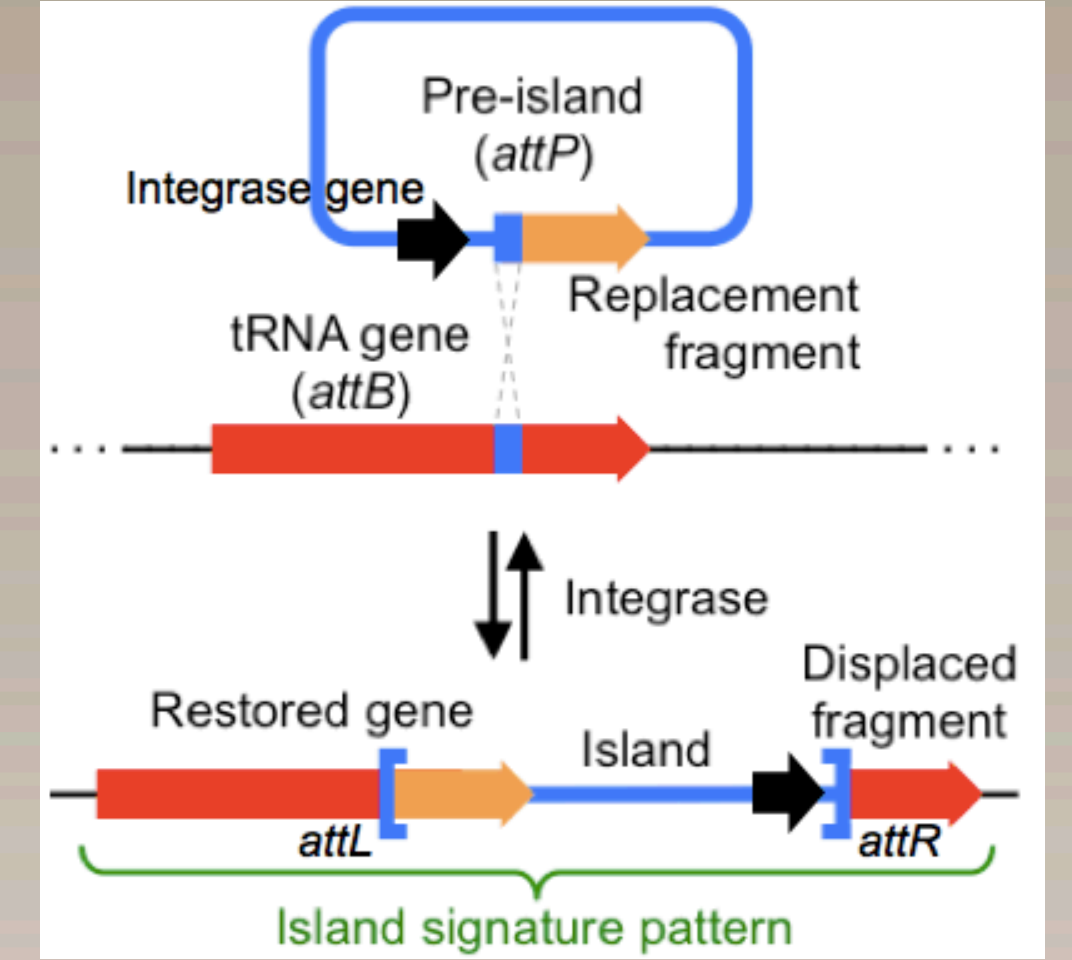 Pre-island
(attP)
Integrase gene
Replacement
fragment
tRNA gene
(attB)
Integrase
Displaced
fragment
Restored gene
Island
attL
attR
Island signature pattern